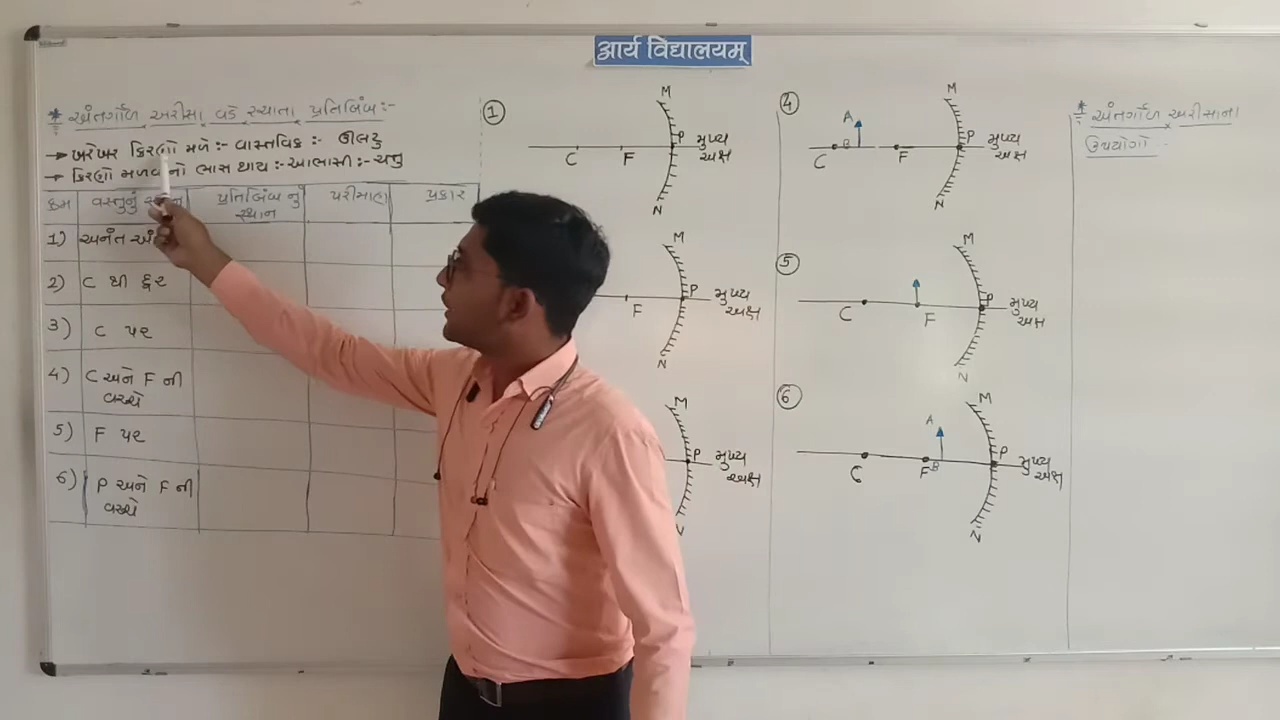 आर्य विद्यालयम्
* અંતર્ગોળ અરીસા વડે રચાતા પ્રતિબિંબ :-
→ ખરેખર કિરણો મળે :- વાસ્તવિક :- ઊલટુ
→ કિરણો મળવાનો ભાસ થાય :- આભાસી :- ચત્તુ
ક્રમ વસ્તુનું પ્રતિબિંબ નુ સ્થાન પરીમાણ પ્રકાર
1) અનંત
2) C થી દૂર
3) C પર
4) C અને F ની વચ્ચે
5) F પર
6) P અને F ની વચ્ચે
1
M
C F P મુખ્ય અક્ષ
N
M
F P મુખ્ય અક્ષ
N
M
P મુખ્ય અક્ષ
N
4
M
A
C B F P મુખ્ય અક્ષ
N
5
M
C F P મુખ્ય અક્ષ
N
6
M
A
C F B P મુખ્ય અક્ષ
N
* અંતર્ગોળ અરીસાના
ઉપયોગો :-